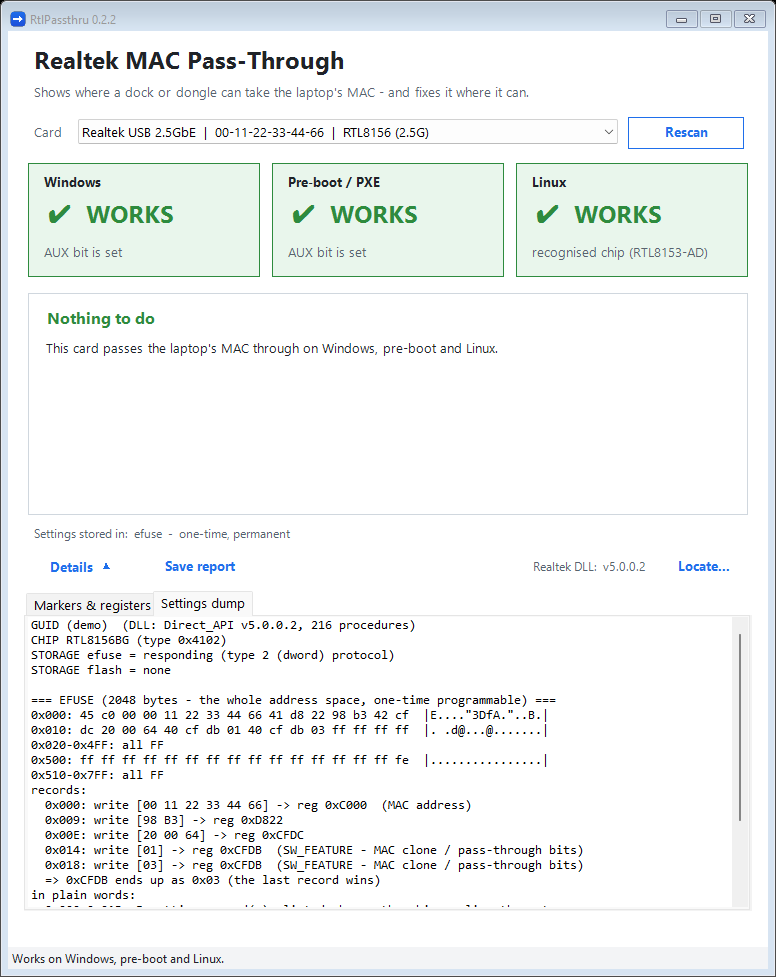 RtlPassthru 0.2.2
Realtek MAC Pass-Through
Shows where a dock or dongle can take the laptop's MAC - and fixes it where it can.
Card
Realtek USB 2.5GbE | 00-11-22-33-44-66 | RTL8156 (2.5G)
Rescan
Windows
✔ WORKS
AUX bit is set
Pre-boot / PXE
✔ WORKS
AUX bit is set
Linux
✔ WORKS
recognised chip (RTL8153-AD)
Nothing to do
This card passes the laptop's MAC through on Windows, pre-boot and Linux.
Settings stored in: efuse - one-time, permanent
Details ▲
Save report
Realtek DLL: v5.0.0.2
Locate...
Markers & registers
Settings dump
GUID (demo) (DLL: Direct_API v5.0.0.2, 216 procedures)
CHIP RTL8156BG (type 0x4102)
STORAGE efuse = responding (type 2 (dword) protocol)
STORAGE flash = none
=== EFUSE (2048 bytes - the whole address space, one-time programmable) ===
0x000: 45 c0 00 00 11 22 33 44 66 41 d8 22 98 b3 42 cf |E...."3DfA."..B.|
0x010: dc 20 00 64 40 cf db 01 40 cf db 03 ff ff ff ff |. .d@...@.......|
0x020-0x4FF: all FF
0x500: ff ff ff ff ff ff ff ff ff ff ff ff ff ff ff fe |................|
0x510-0x7FF: all FF
records:
0x000: write [00 11 22 33 44 66] -> reg 0xC000 (MAC address)
0x009: write [98 B3] -> reg 0xD822
0x00E: write [20 00 64] -> reg 0xCFDC
0x014: write [01] -> reg 0xCFDB (SW_FEATURE - MAC clone / pass-through bits)
0x018: write [03] -> reg 0xCFDB (SW_FEATURE - MAC clone / pass-through bits)
=> 0xCFDB ends up as 0x03 (the last record wins)
in plain words:
Works on Windows, pre-boot and Linux.